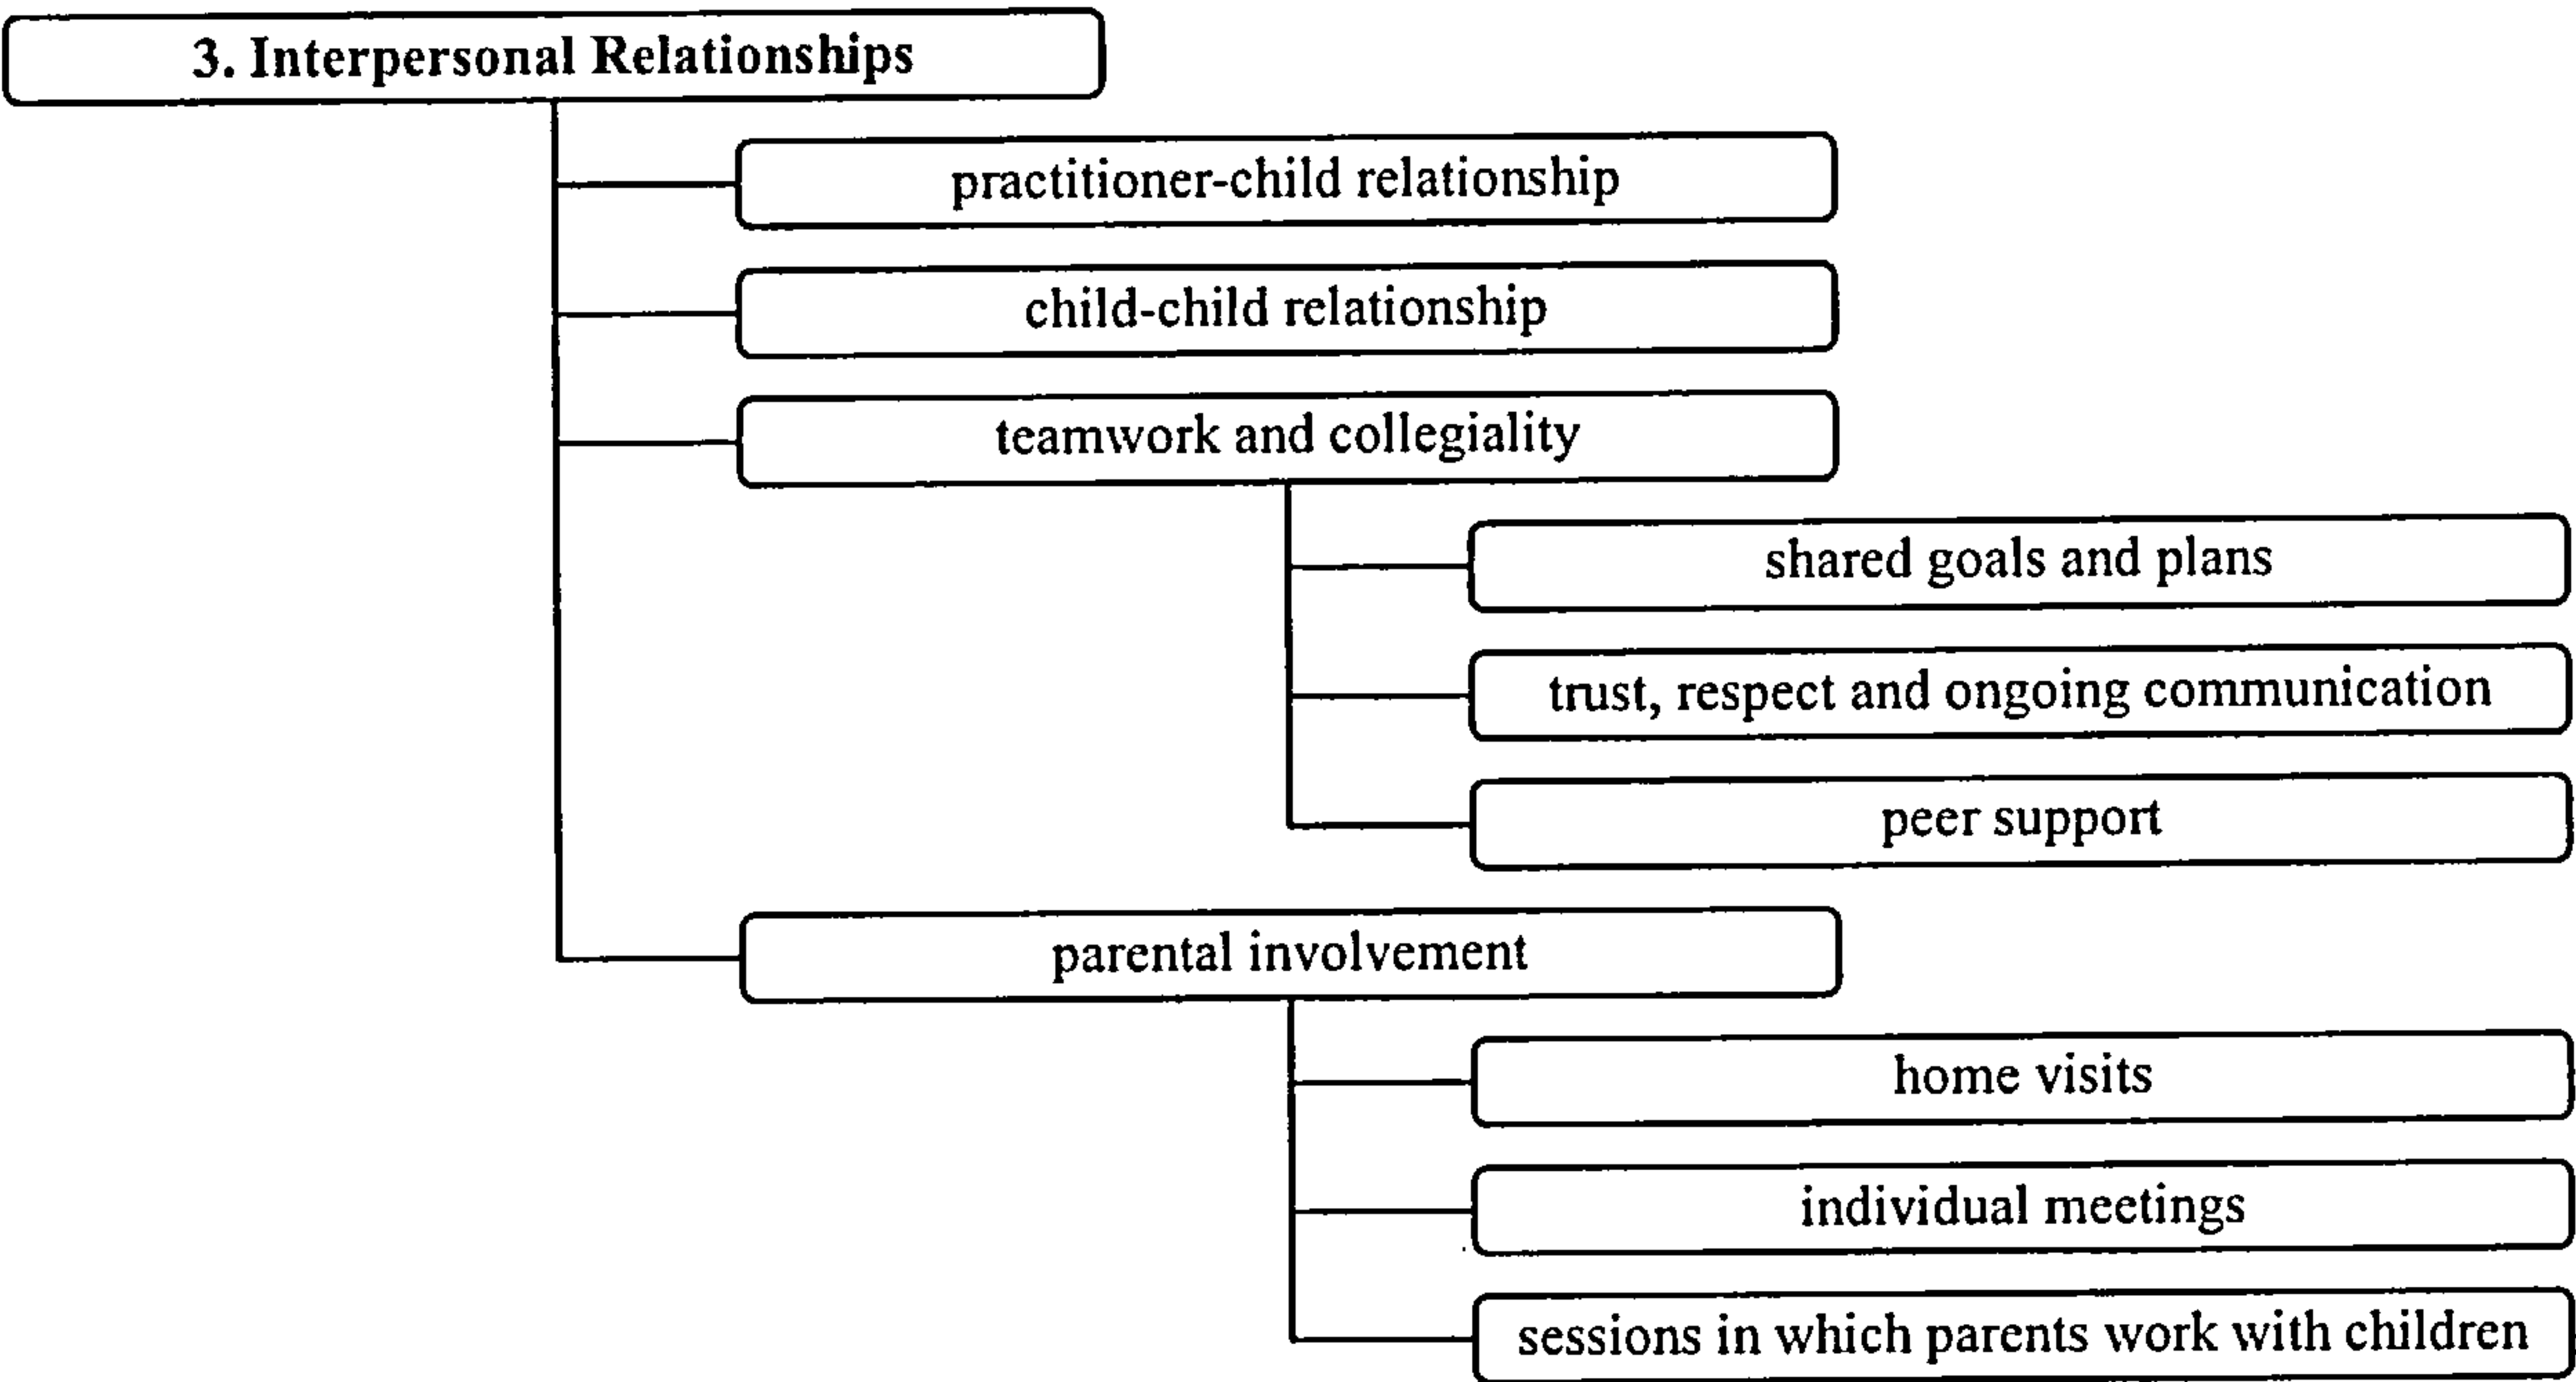 3. Interpersonal Relationships
practitioner-child relationship
child-child relationship
teamwork and collegiality
shared goals and plans
trust, respect and ongoing communication
peer support
parental involvement
home visits
individual meetings
sessions in which parents work with children